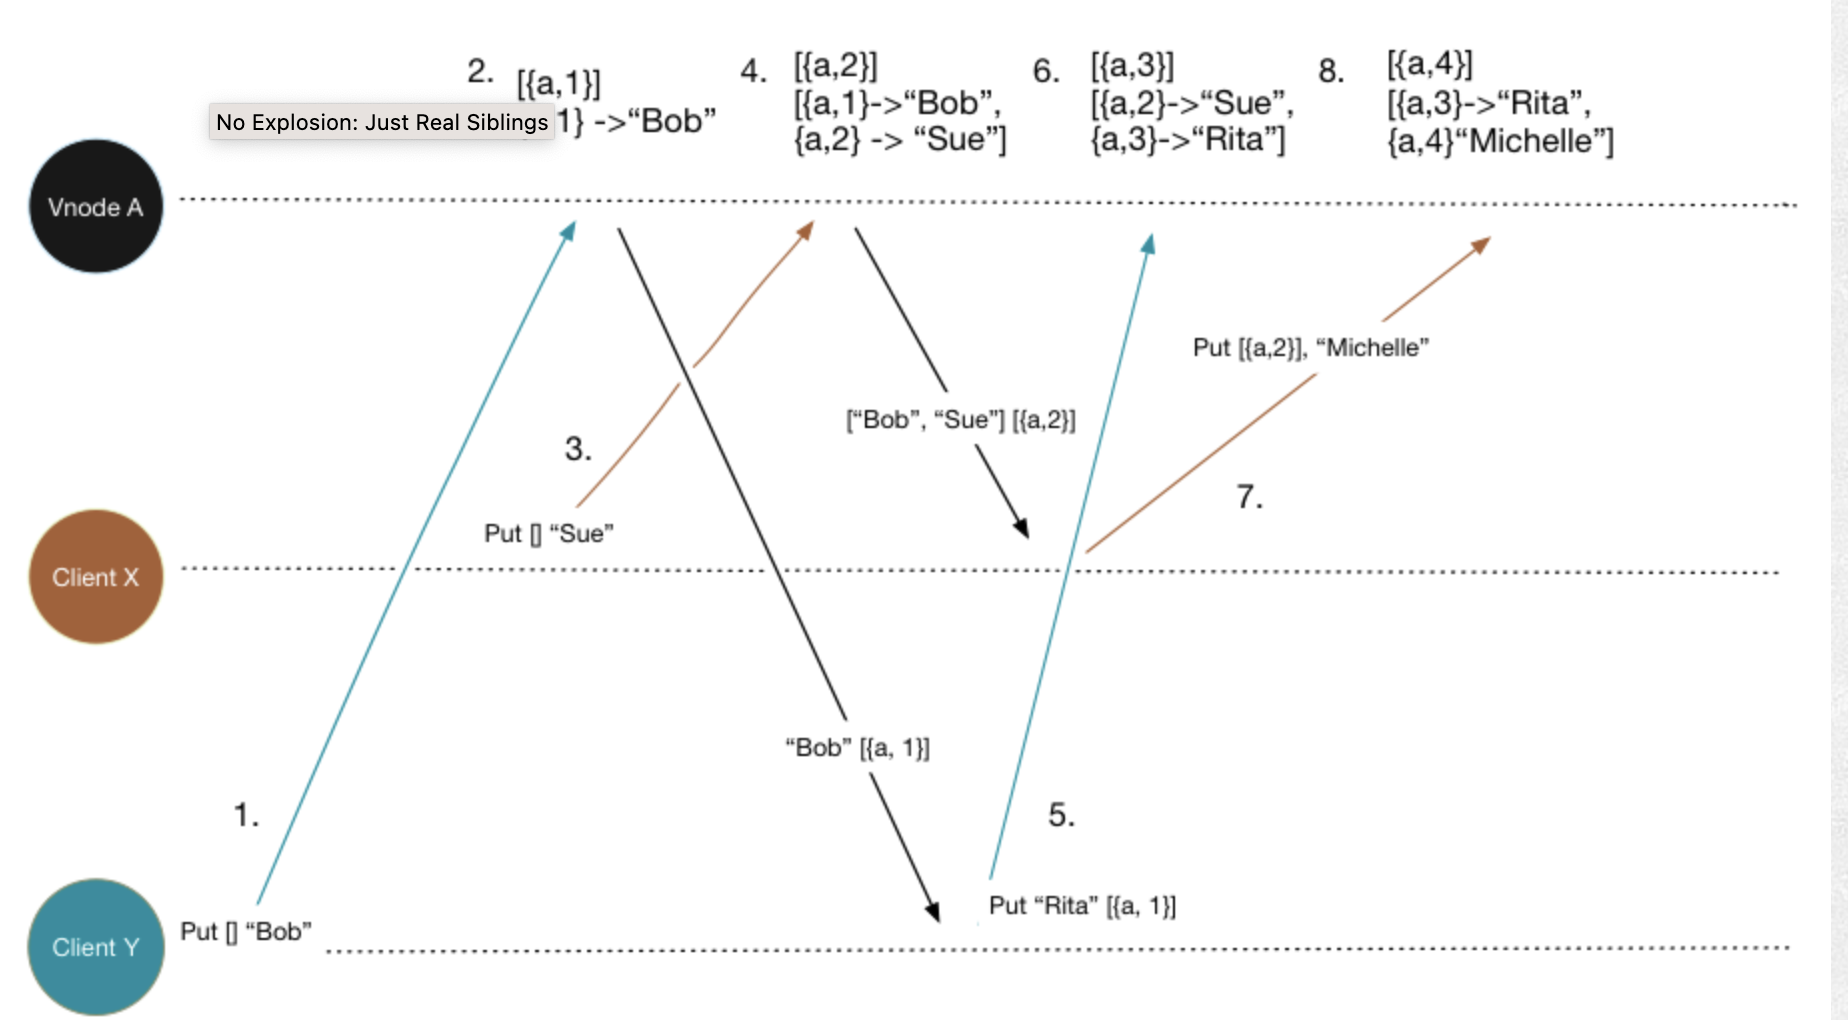 2.
[{a,1}]
1} ->“Bob”
No Explosion: Just Real Siblings
4.
[{a,2}]
[{a,1}->“Bob”,
{a,2} -> “Sue”]
6.
[{a,3}]
[{a,2}->“Sue”,
{a,3}->“Rita”]
8.
[{a,4}]
[{a,3}->“Rita”,
{a,4}“Michelle”]
Vnode A
Put [{a,2}], “Michelle”
[“Bob”, “Sue”] [{a,2}]
3.
7.
Put [] “Sue”
Client X
“Bob” [{a, 1}]
1.
5.
Put “Rita” [{a, 1}]
Put [] “Bob”
Client Y